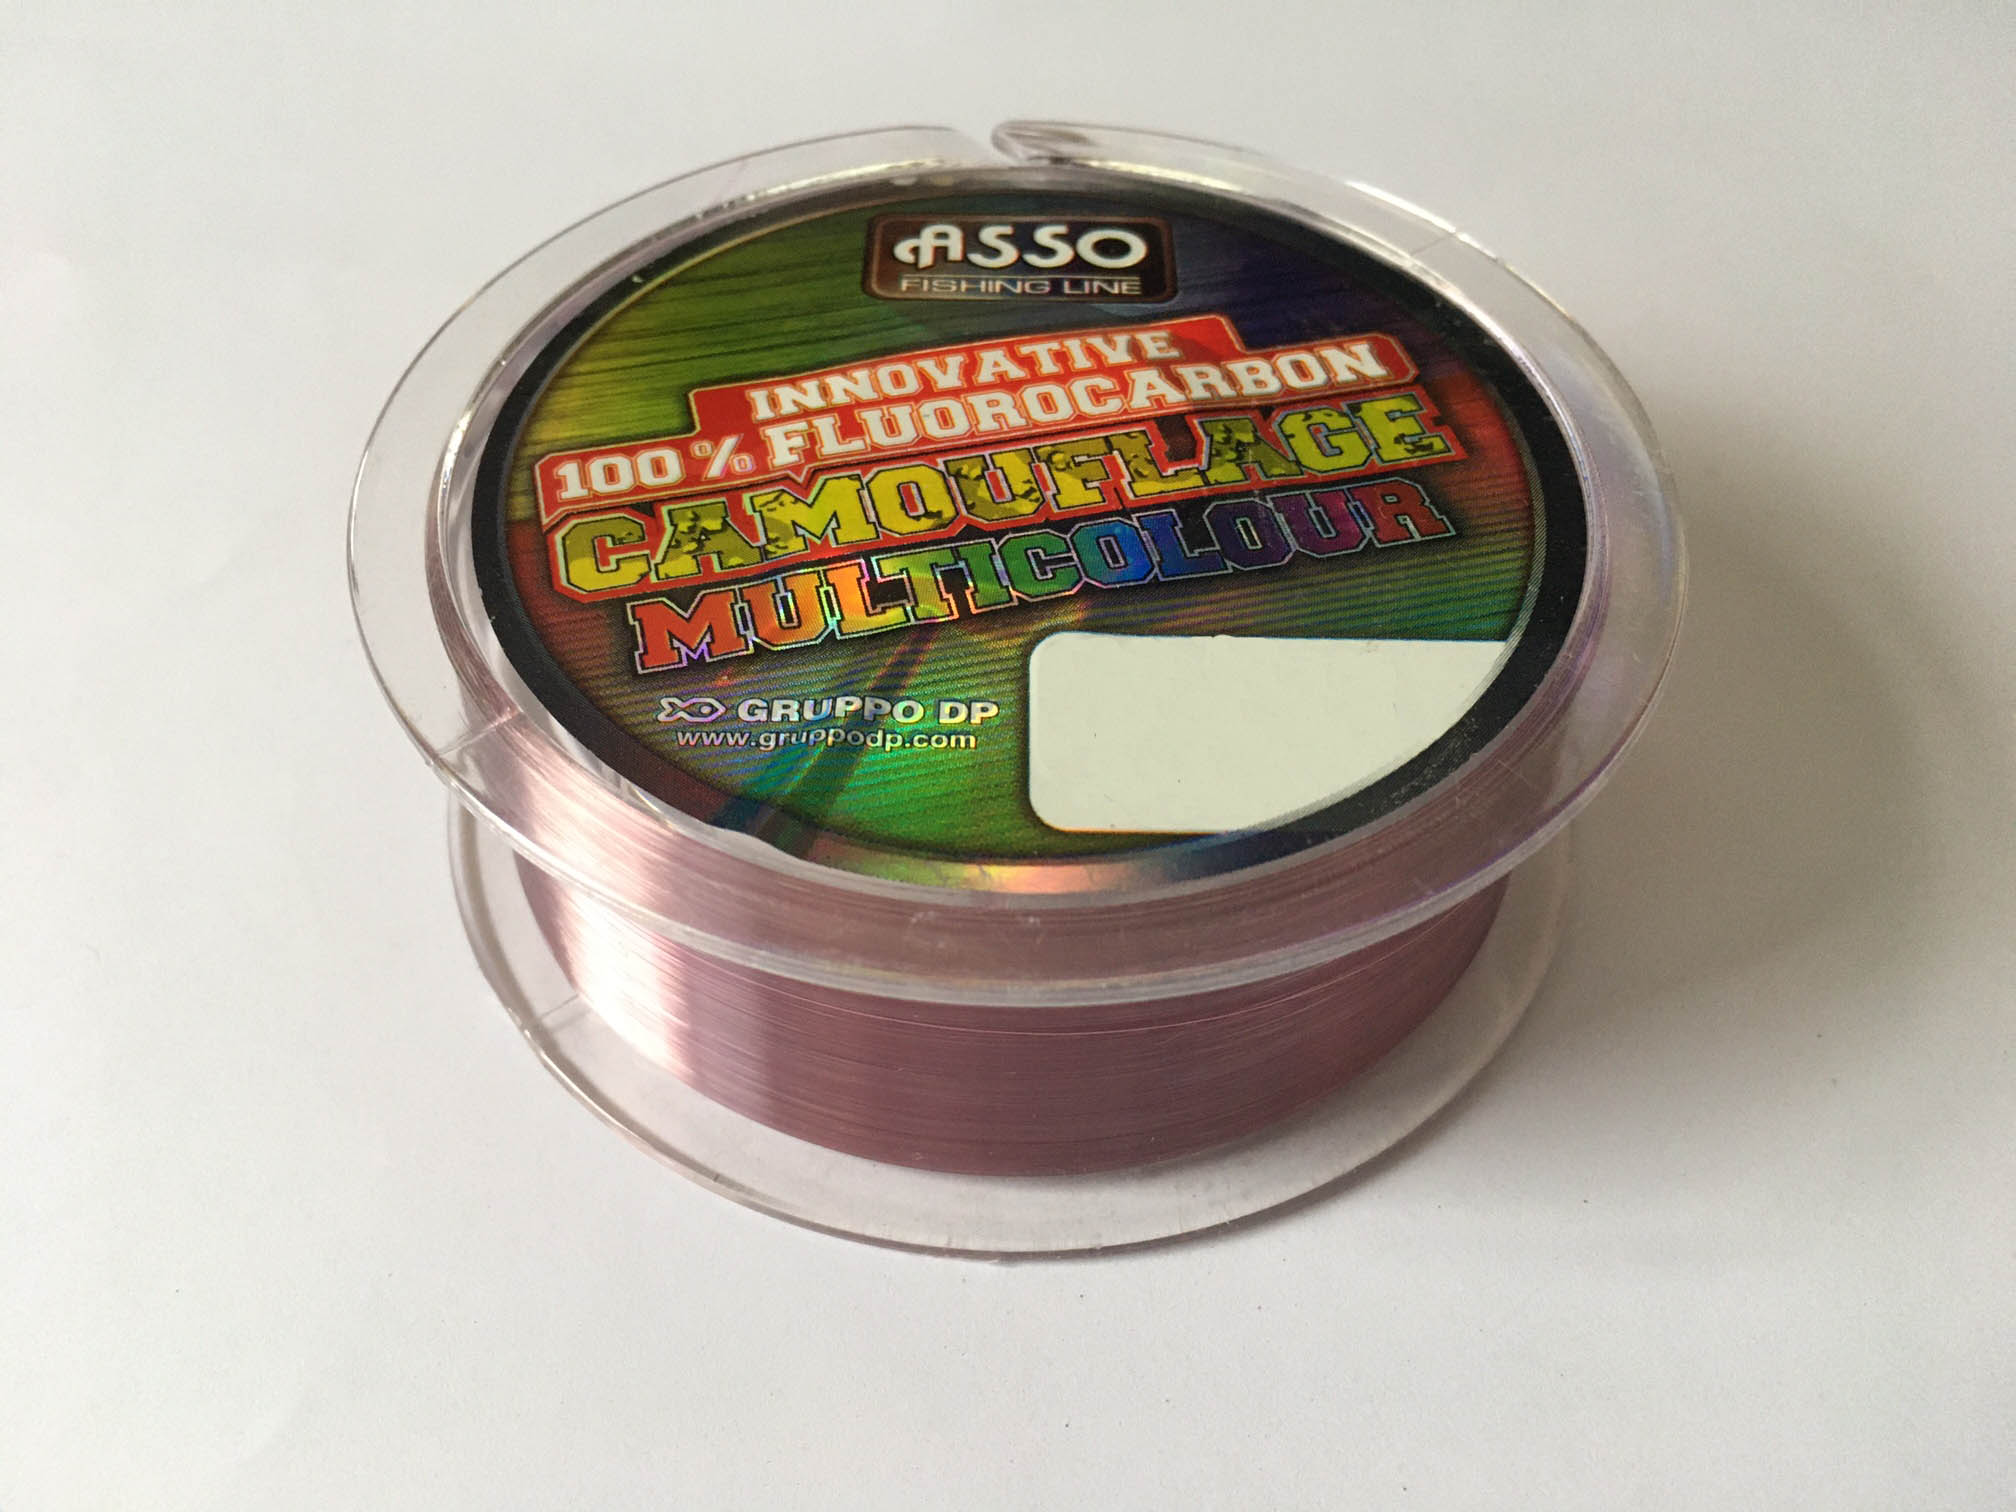 ASSO
FISHING LINE
INNOVATIVE
100% FLUOROCARBON
CAMOUFLAGE
MULTICOLOUR
GRUPPO DP
www.gruppodp.com